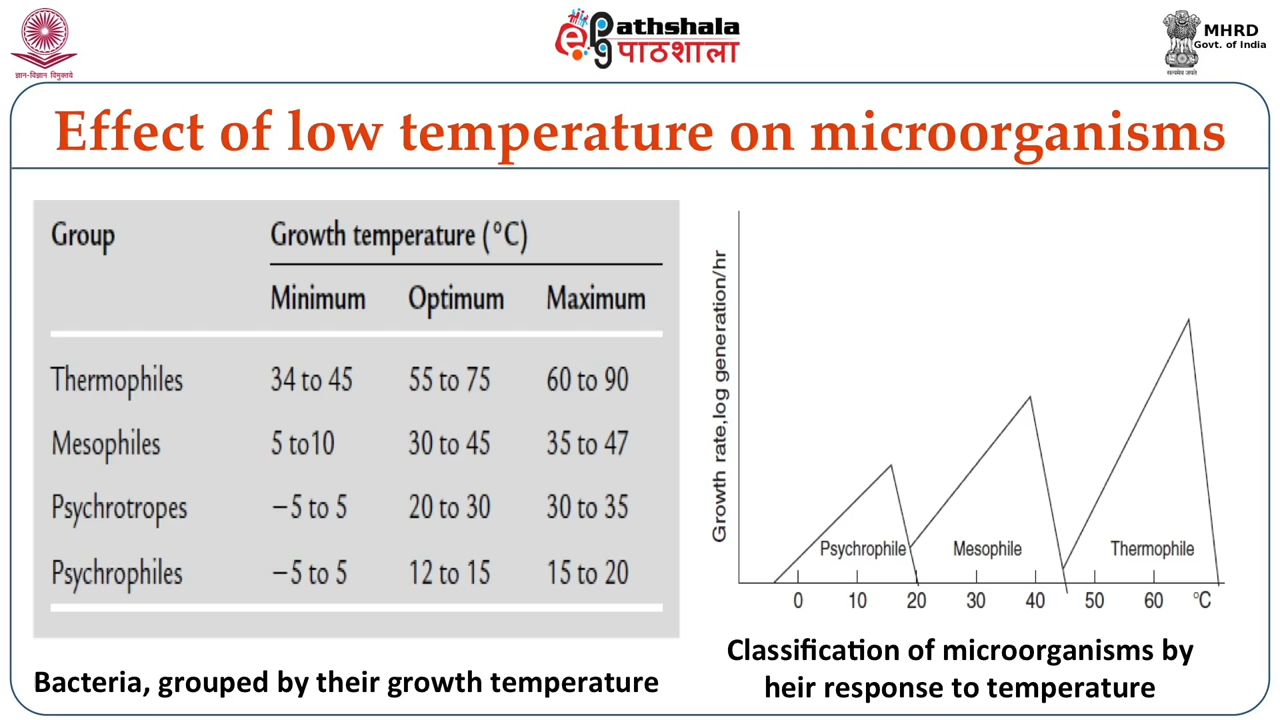 ज्ञान-विज्ञान विमुक्तये
ePathshala
पाठशाला
MHRD
Govt. of India
सत्यमेव जयते
Effect of low temperature on microorganisms
Group Growth temperature (°C)
Minimum Optimum Maximum
Thermophiles 34 to 45 55 to 75 60 to 90
Mesophiles 5 to10 30 to 45 35 to 47
Psychrotropes −5 to 5 20 to 30 30 to 35
Psychrophiles −5 to 5 12 to 15 15 to 20
Bacteria, grouped by their growth temperature
Growth rate,log generation/hr
Psychrophile Mesophile Thermophile
0 10 20 30 40 50 60 °C
Classification of microorganisms by
heir response to temperature